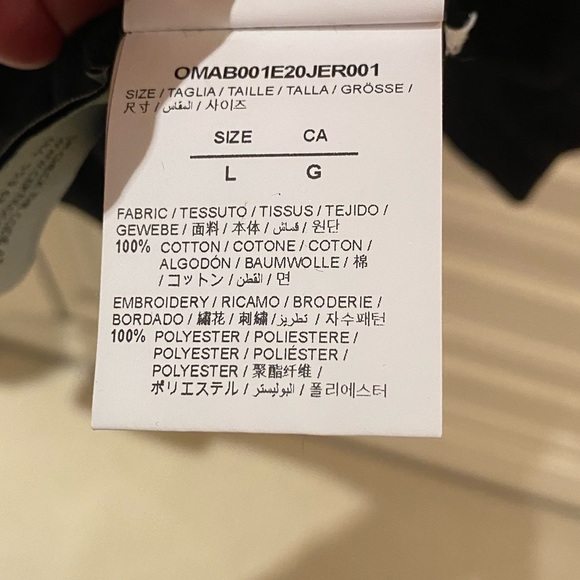 OMAB001E20JER001
SIZE / TAGLIA / TAILLE / TALLA / GRÖSSE /
尺寸 / المقاس / 사이즈
SIZE CA
L G
FABRIC / TESSUTO / TISSUS / TEJIDO /
GEWEBE / 面料 / 本体 / قماش / 원단
100% COTTON / COTONE / COTON /
ALGODÓN / BAUMWOLLE / 棉
/ コットン / القطن / 면
EMBROIDERY / RICAMO / BRODERIE /
BORDADO / 繡花 / 刺繍 / تطريز / 자수패턴
100% POLYESTER / POLIESTERE /
POLYESTER / POLIÉSTER /
POLYESTER / 聚酯纤维 /
ポリエステル / البوليستر / 폴리에스터